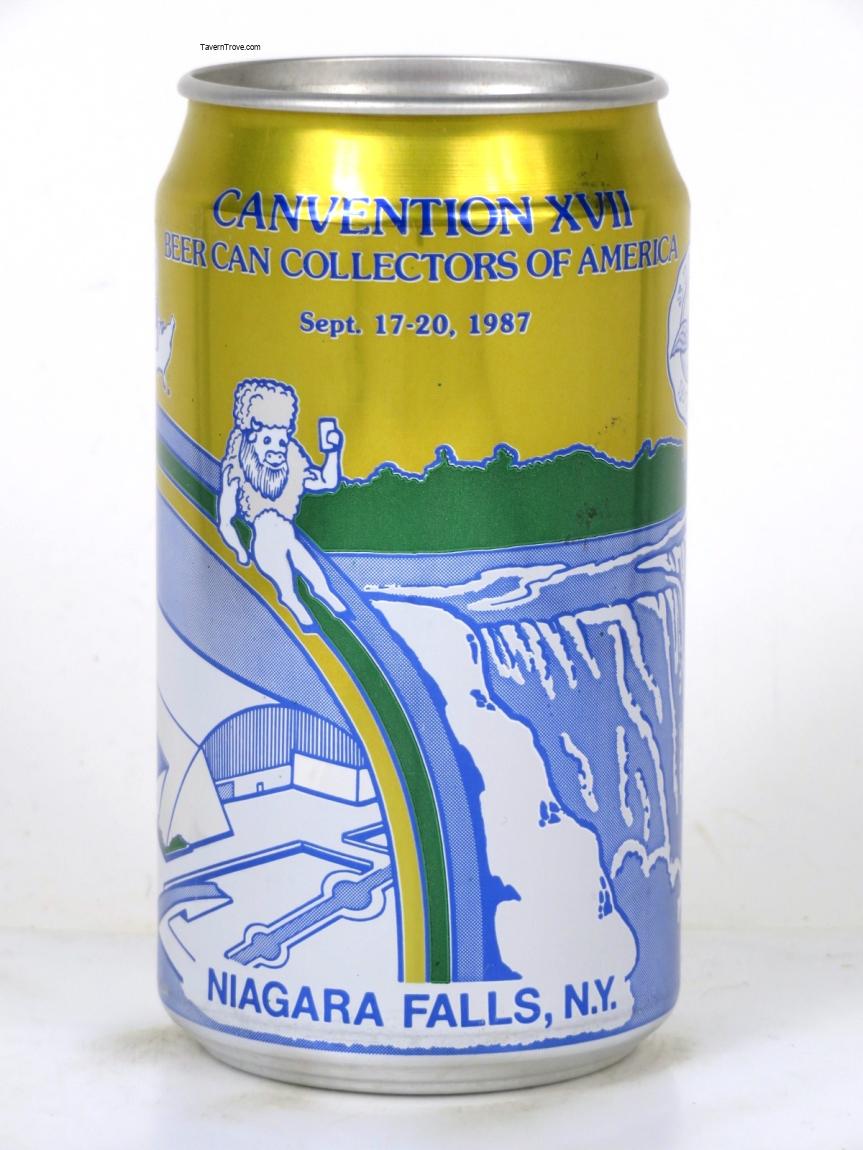 TavernTrove.com
CANVENTION XVII
BEER CAN COLLECTORS OF AMERICA
Sept. 17-20, 1987
NIAGARA FALLS, N.Y.